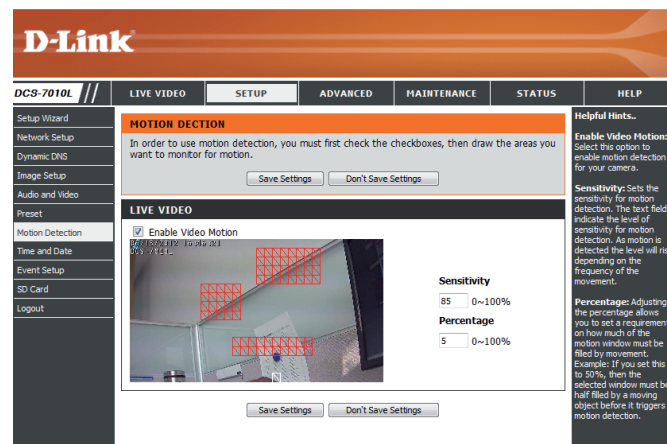 D-Link
DCS-7010L
LIVE VIDEO
SETUP
ADVANCED
MAINTENANCE
STATUS
HELP
Setup Wizard
Network Setup
Dynamic DNS
Image Setup
Audio and Video
Preset
Motion Detection
Time and Date
Event Setup
SD Card
Logout
MOTION DECTION
In order to use motion detection, you must first check the checkboxes, then draw the areas you
want to monitor for motion.
Save Settings
Don't Save Settings
LIVE VIDEO
Enable Video Motion
Sensitivity
85 0~100%
Percentage
5 0~100%
Save Settings
Don't Save Settings
Helpful Hints..
Enable Video Motion:
Select this option to
enable motion detection
for your camera.
Sensitivity: Sets the
sensitivity for motion
detection. The text field
indicate the level of
sensitivity for motion
detection. As motion is
detected the level will ris
depending on the
frequency of the
movement.
Percentage: Adjusting
the percentage allows
you to set a requiremen
on how much of the
motion window must be
filled by movement.
Example: If you set this
to 50%, then the
selected window must be
half filled by a moving
object before it triggers
motion detection.